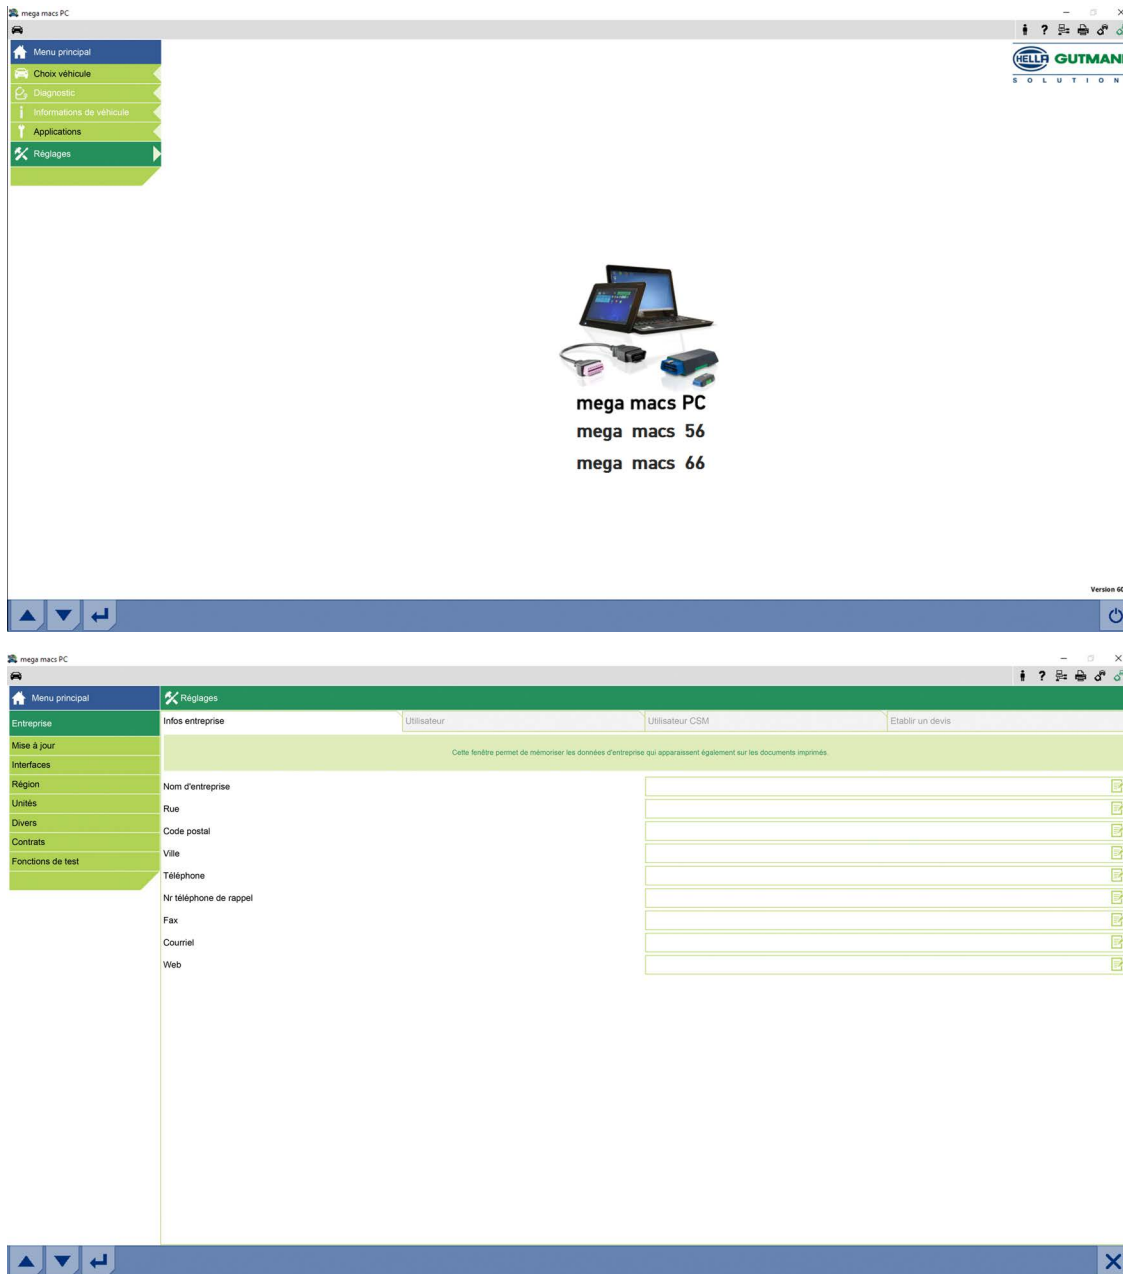 mega macs PC
?
Menu principal
Choix véhicule
Diagnostic
Informations de véhicule
Applications
Réglages
HELLA GUTMANN
SOLUTION
mega macs PC
mega macs 56
mega macs 66
Version 60
mega macs PC
?
Menu principal
Réglages
Entreprise
Infos entreprise
Utilisateur
Utilisateur CSM
Etablir un devis
Mise à jour
Interfaces
Région
Unités
Divers
Contrats
Fonctions de test
Cette fenêtre permet de mémoriser les données d'entreprise qui apparaissent également sur les documents imprimés.
Nom d'entreprise
Rue
Code postal
Ville
Téléphone
Nr téléphone de rappel
Fax
Courriel
Web